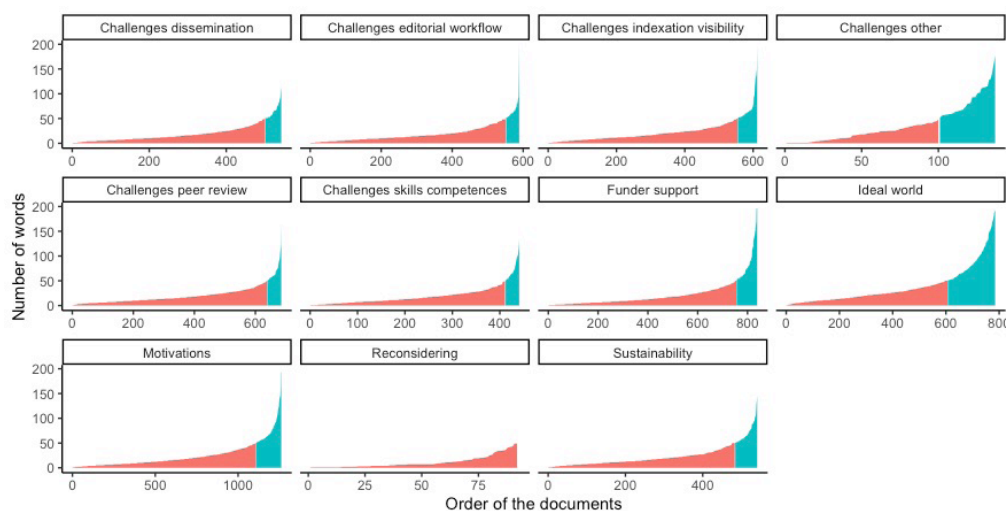 Challenges dissemination Challenges editorial workflow Challenges indexation visibility Challenges other
200
150
100
50
0
0 200 400 0 200 400 600 0 200 400 600 0 50 100
Challenges peer review Challenges skills competences Funder support Ideal world
200
150
100
50
0
0 200 400 600 0 100 200 300 400 0 200 400 600 800 0 200 400 600 800
Motivations Reconsidering Sustainability
200
150
100
50
0
0 500 1000 0 25 50 75 0 200 400
Number of words
Order of the documents